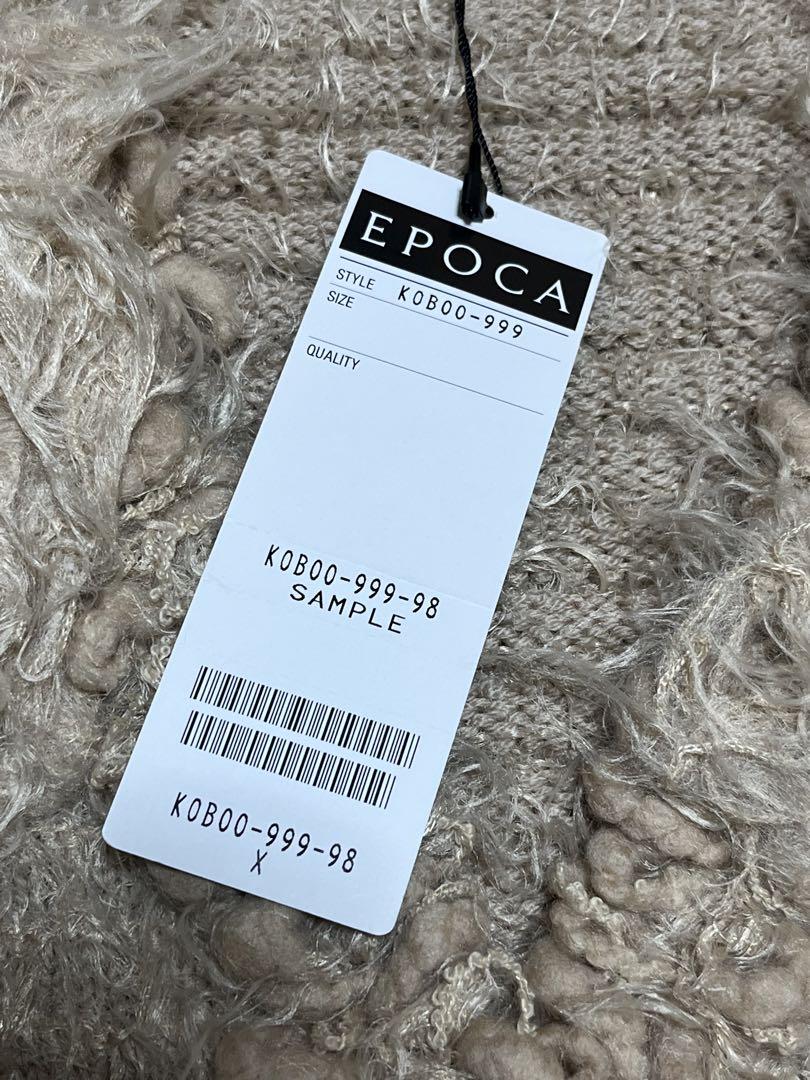 EPOCA
STYLE K0B00-999
SIZE
QUALITY
K0B00-999-98
SAMPLE
K0B00-999-98
X